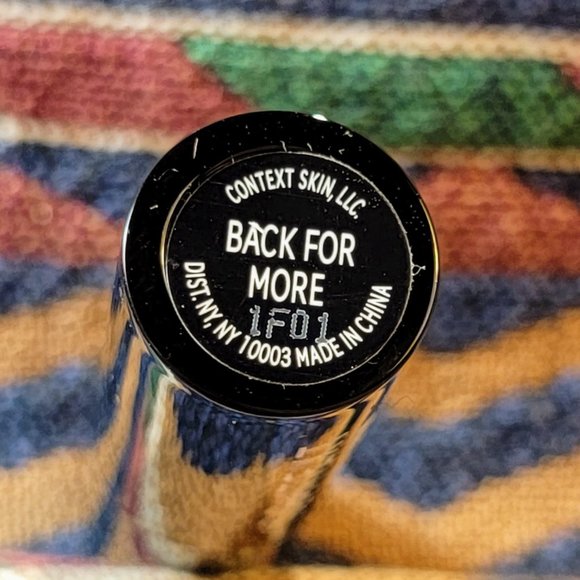 CONTEXT SKIN, LLC.
BACK FOR
MORE
1F01
DIST. NY, NY 10003 MADE IN CHINA